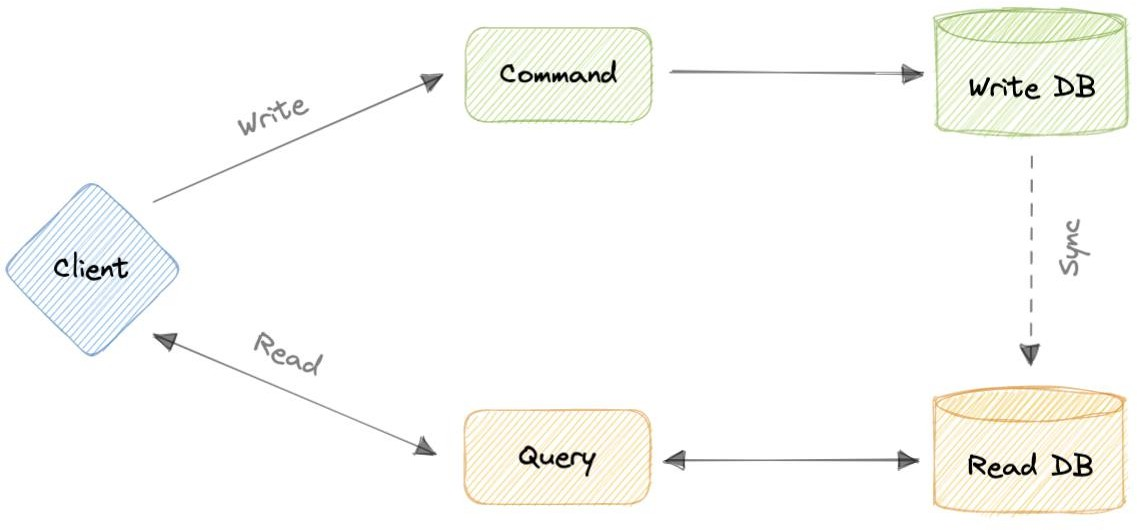 Command
Write DB
Write
Client
Sync
Read
Query
Read DB